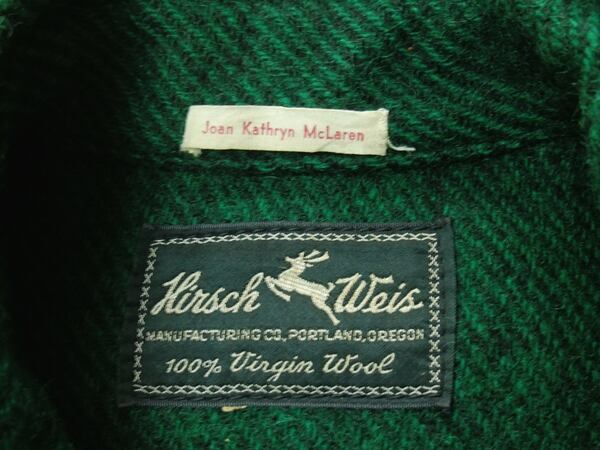 Joan Kathryn McLaren
Hirsch Weis
MANUFACTURING CO., PORTLAND, OREGON
100% Virgin Wool